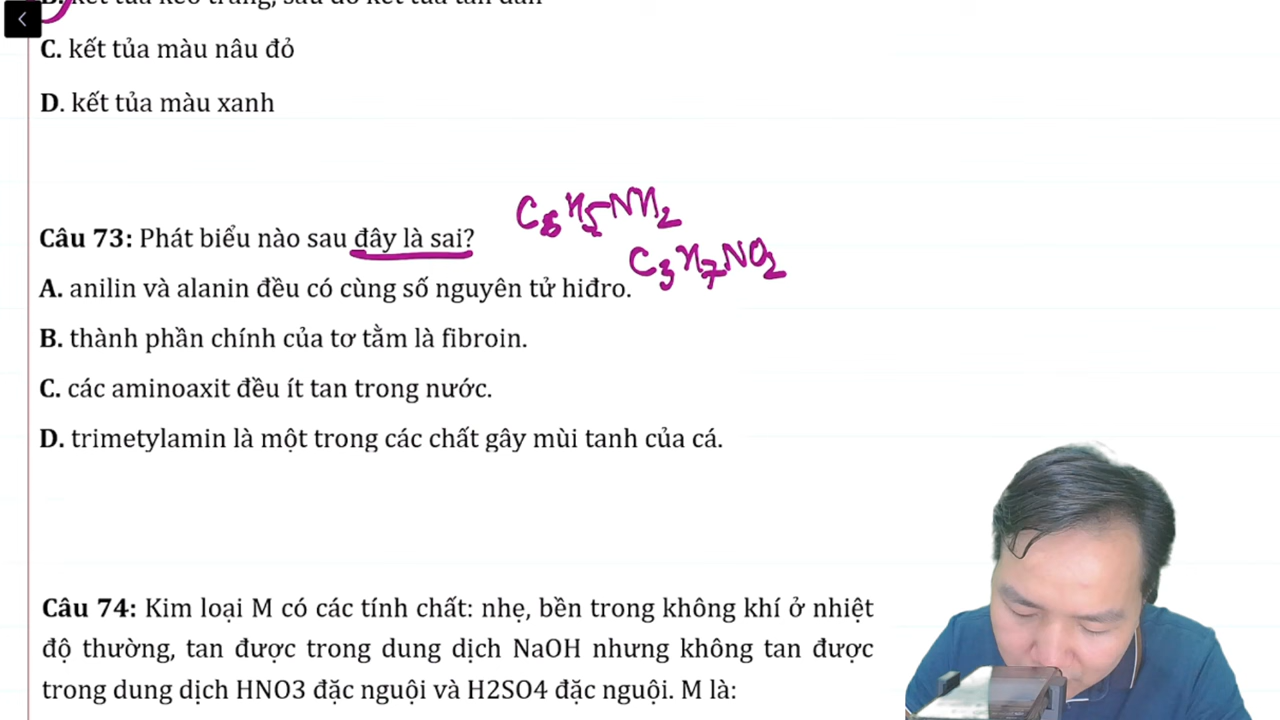 C. kết tủa màu nâu đỏ
D. kết tủa màu xanh
C6H5NH2
Câu 73: Phát biểu nào sau đây là sai?
C3H7NO2
A. anilin và alanin đều có cùng số nguyên tử hiđro.
B. thành phần chính của tơ tằm là fibroin.
C. các aminoaxit đều ít tan trong nước.
D. trimetylamin là một trong các chất gây mùi tanh của cá.
Câu 74: Kim loại M có các tính chất: nhẹ, bền trong không khí ở nhiệt
độ thường, tan được trong dung dịch NaOH nhưng không tan được
trong dung dịch HNO3 đặc nguội và H2SO4 đặc nguội. M là: